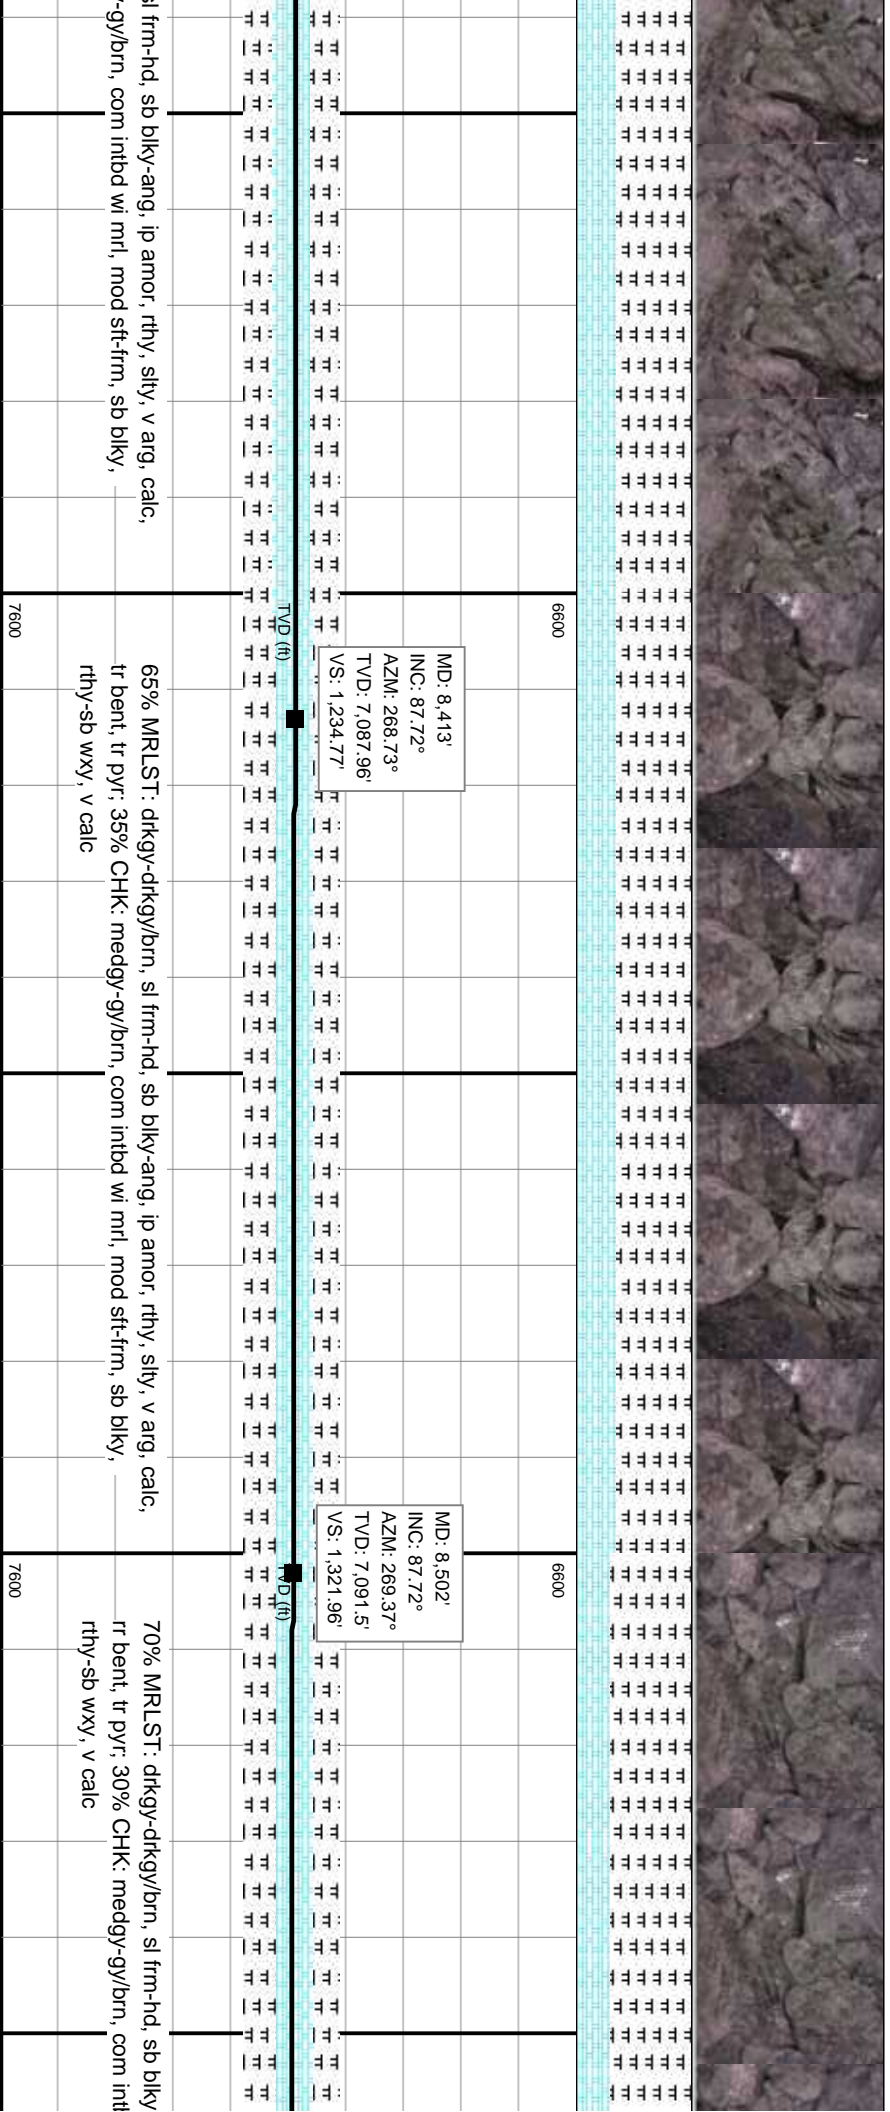 sl frm-hd, sb blky-ang, ip amor, rthy, slty, v arg, calc,
-gy/brn, com intbd wi mrl, mod sft-frm, sb blky,
6600
TVD (ft)
7600
MD: 8,413'
INC: 87.72°
AZM: 268.73°
TVD: 7,087.96'
VS: 1,234.77'
65% MRLST: drkgy-drkgy/brn, sl frm-hd, sb blky-ang, ip amor, rthy, slty, v arg, calc,
tr bent, tr pyr; 35% CHK: medgy-gy/brn, com intbd wi mrl, mod sft-frm, sb blky,
rthy-sb wxy, v calc
6600
TVD (ft)
7600
MD: 8,502'
INC: 87.72°
AZM: 269.37°
TVD: 7,091.5'
VS: 1,321.96'
70% MRLST: drkgy-drkgy/brn, sl frm-hd, sb blky
rr bent, tr pyr; 30% CHK: medgy-gy/brn, com intb
rthy-sb wxy, v calc